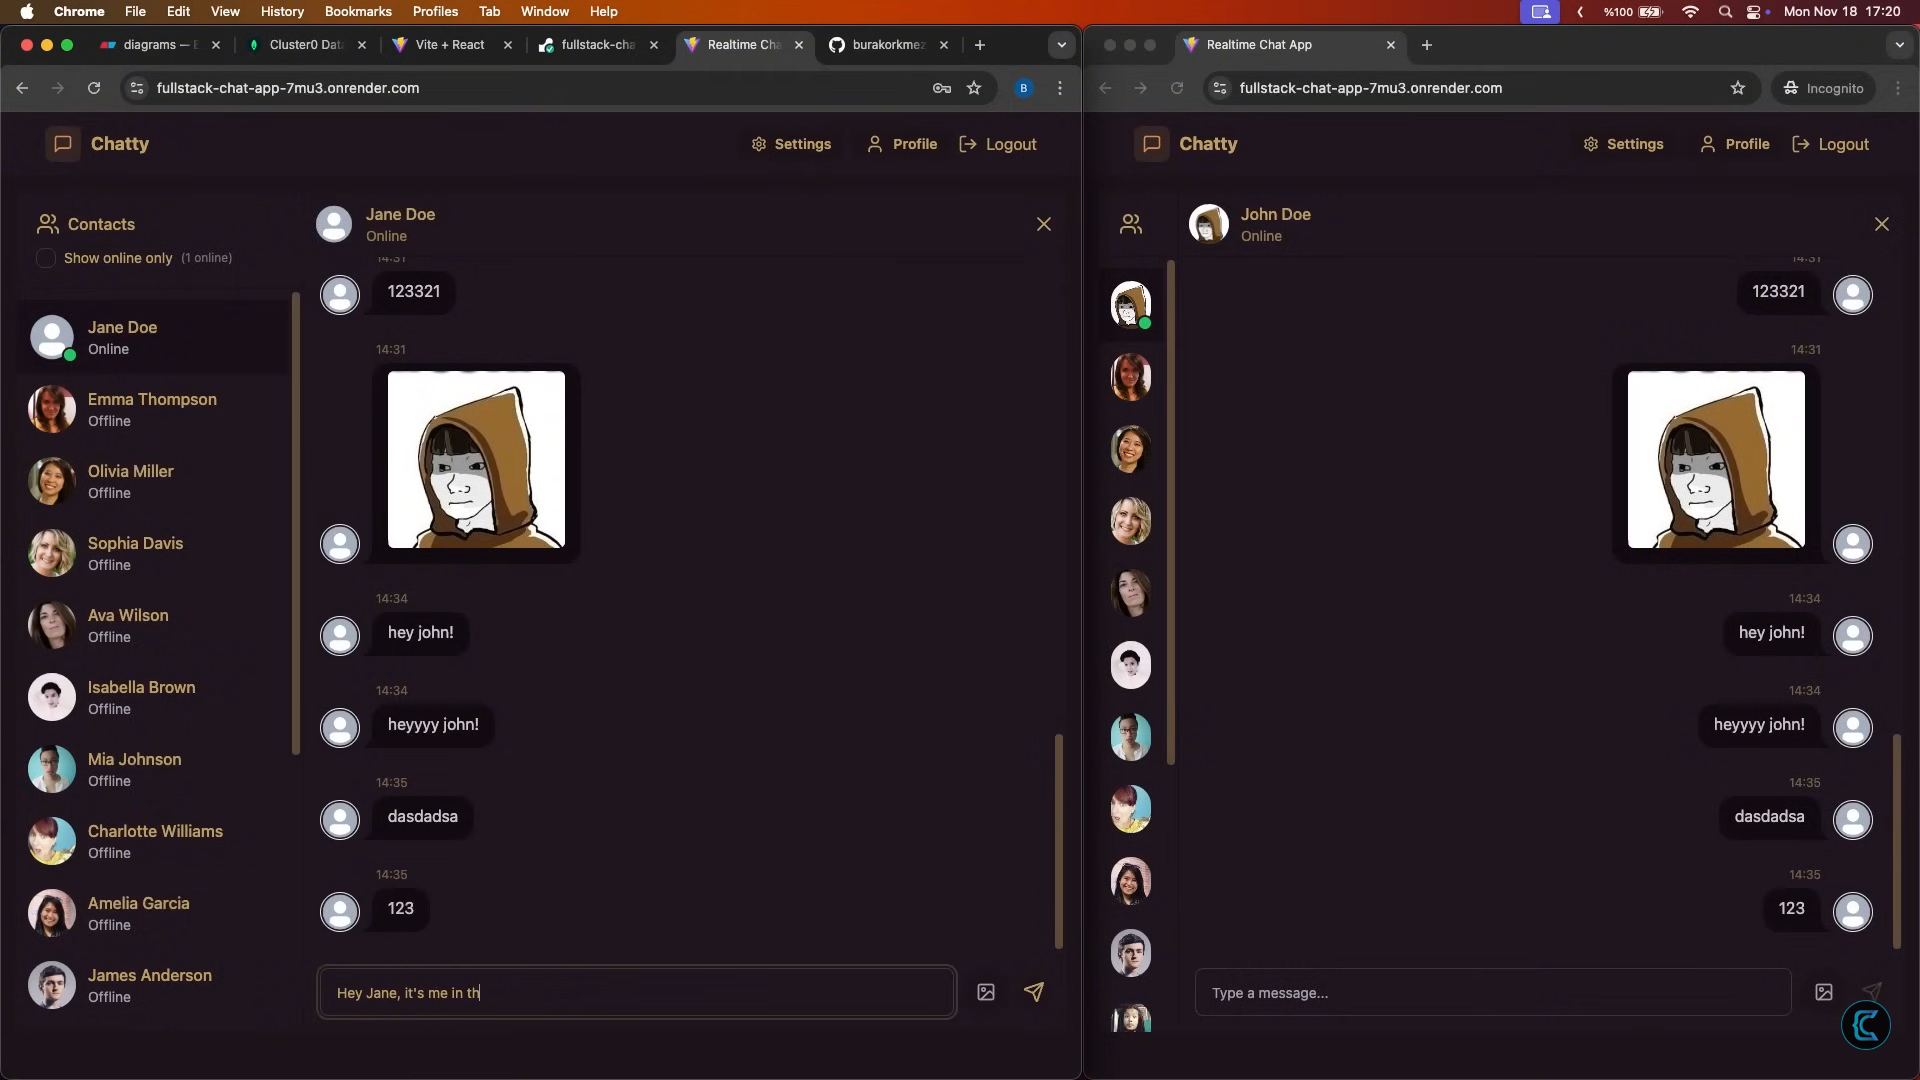 Chrome File Edit View History Bookmarks Profiles Tab Window Help
%100 Mon Nov 18 17:20
diagrams — E Cluster0 Dat Vite + React fullstack-cha Realtime Cha burakorkmez
fullstack-chat-app-7mu3.onrender.com
B
Chatty
Settings Profile Logout
Contacts
Show online only (1 online)
Jane Doe
Online
Emma Thompson
Offline
Olivia Miller
Offline
Sophia Davis
Offline
Ava Wilson
Offline
Isabella Brown
Offline
Mia Johnson
Offline
Charlotte Williams
Offline
Amelia Garcia
Offline
James Anderson
Offline
Jane Doe
Online
14:31
123321
14:31
14:34
hey john!
14:34
heyyyy john!
14:35
dasdadsa
14:35
123
Hey Jane, it's me in th
Realtime Chat App
fullstack-chat-app-7mu3.onrender.com
Incognito
Chatty
Settings Profile Logout
John Doe
Online
14:31
123321
14:31
14:34
hey john!
14:34
heyyyy john!
14:35
dasdadsa
14:35
123
Type a message...